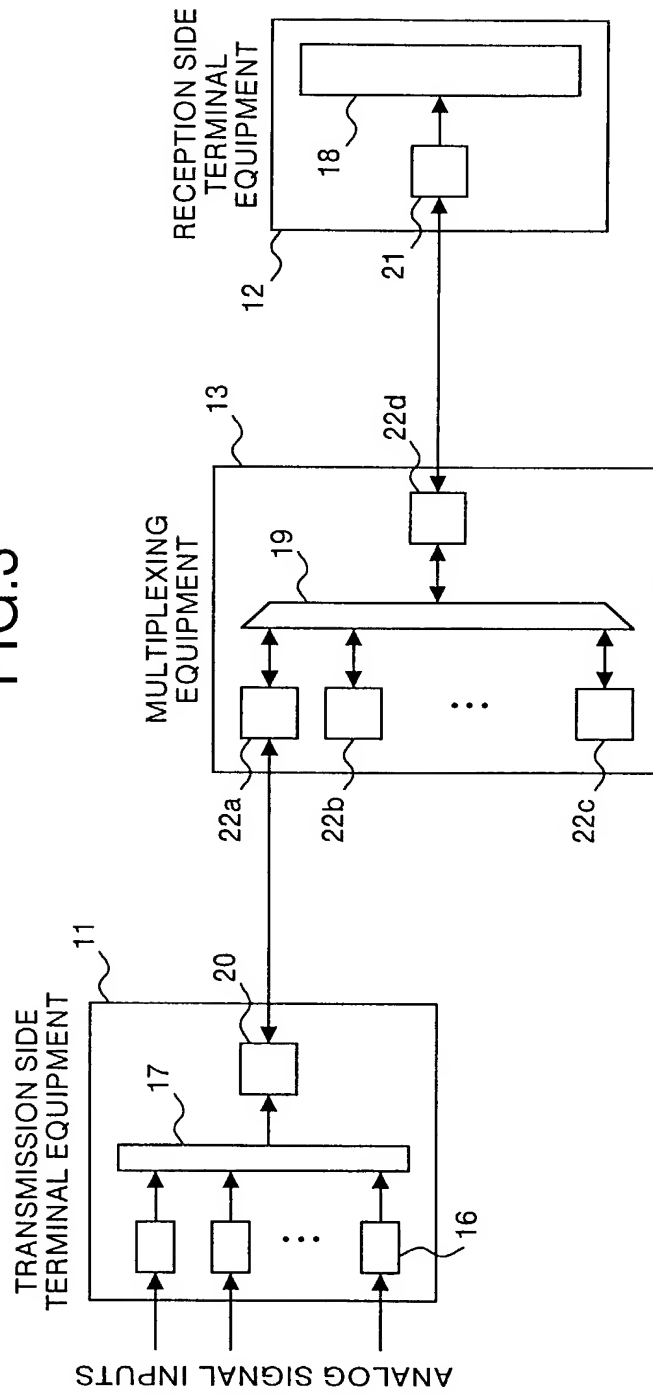 TRANSMISSION SIDE
TERMINAL EQUIPMENT
11
20
17
16
ANALOG SIGNAL INPUTS
MULTIPLEXING
EQUIPMENT
13
22d
19
22a
22b
22c
RECEPTION SIDE
TERMINAL
EQUIPMENT
12
18
21